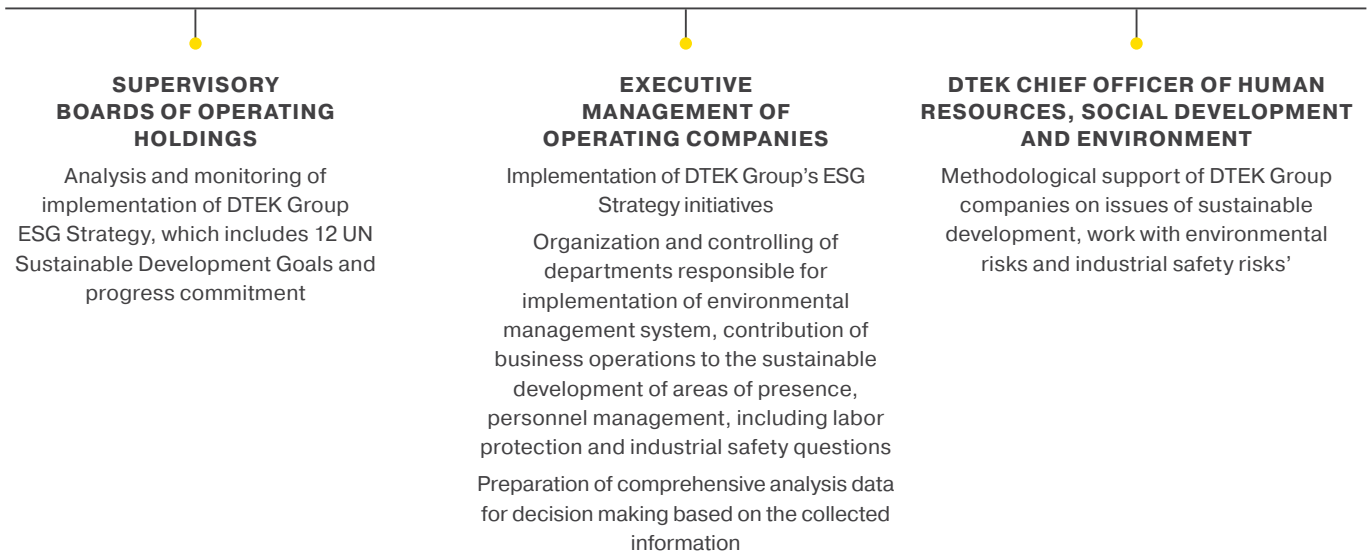 SUPERVISORY
BOARDS OF OPERATING
HOLDINGS
Analysis and monitoring of
implementation of DTEK Group
ESG Strategy, which includes 12 UN
Sustainable Development Goals and
progress commitment
EXECUTIVE
MANAGEMENT OF
OPERATING COMPANIES
Implementation of DTEK Group’s ESG
Strategy initiatives
Organization and controlling of
departments responsible for
implementation of environmental
management system, contribution of
business operations to the sustainable
development of areas of presence,
personnel management, including labor
protection and industrial safety questions
Preparation of comprehensive analysis data
for decision making based on the collected
information
DTEK CHIEF OFFICER OF HUMAN
RESOURCES, SOCIAL DEVELOPMENT
AND ENVIRONMENT
Methodological support of DTEK Group
companies on issues of sustainable
development, work with environmental
risks and industrial safety risks’